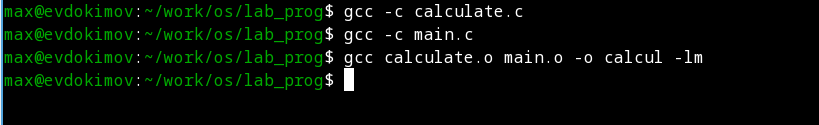 max@evdokimov:~/work/os/lab_prog$ gcc -c calculate.c
max@evdokimov:~/work/os/lab_prog$ gcc -c main.c
max@evdokimov:~/work/os/lab_prog$ gcc calculate.o main.o -o calcul -lm
max@evdokimov:~/work/os/lab_prog$